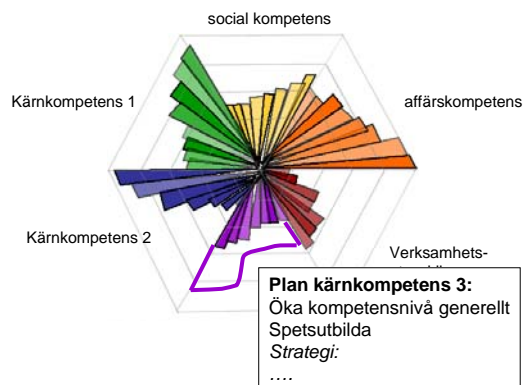 social kompetens
Kärnkompetens 1
affärskompetens
Kärnkompetens 2
Verksamhets-
Plan kärnkompetens 3:
Öka kompetensnivå generellt
Spetsutbilda
Strategi:
….